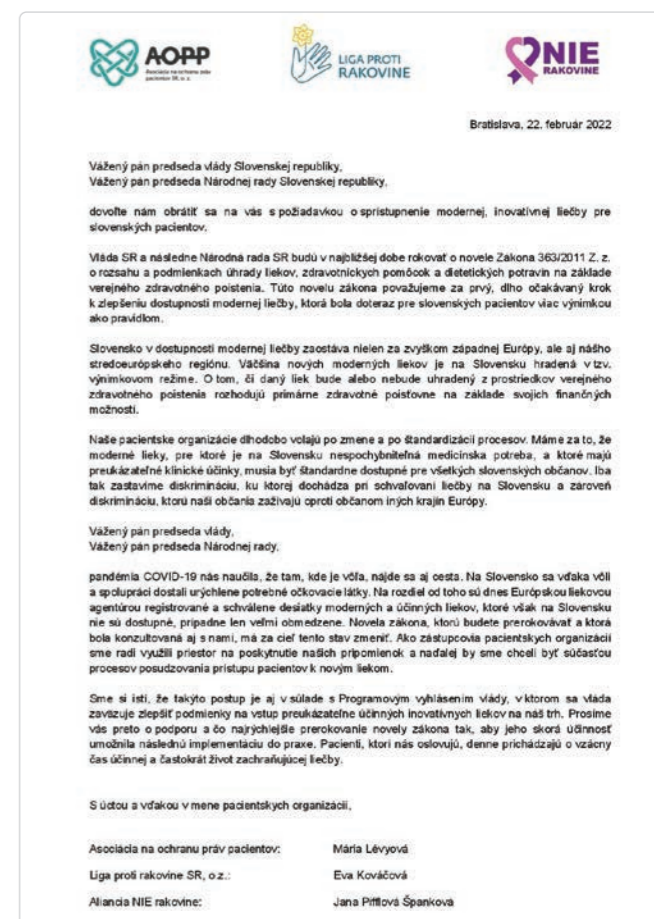 AOPP
Asociácia na ochranu práv
pacientov SR, o. z.
LIGA PROTI
RAKOVINE
NIE
RAKOVINE
Bratislava, 22. február 2022
Vážený pán predseda vlády Slovenskej republiky,
Vážený pán predseda Národnej rady Slovenskej republiky,
dovoľte nám obrátiť sa na vás s požiadavkou o sprístupnenie modernej, inovatívnej liečby pre
slovenských pacientov.
Vláda SR a následne Národná rada SR budú v najbližšej dobe rokovať o novele Zákona 363/2011 Z. z.
o rozsahu a podmienkach úhrady liekov, zdravotníckych pomôcok a dietetických potravín na základe
verejného zdravotného poistenia. Túto novelu zákona považujeme za prvý, dlho očakávaný krok
k zlepšeniu dostupnosti modernej liečby, ktorá bola doteraz pre slovenských pacientov viac výnimkou
ako pravidlom.
Slovensko v dostupnosti modernej liečby zaostáva nielen za zvyškom západnej Európy, ale aj nášho
stredoeurópskeho regiónu. Väčšina nových moderných liekov je na Slovensku hradená v tzv.
výnimkovom režime. O tom, či daný liek bude alebo nebude uhradený z prostriedkov verejného
zdravotného poistenia rozhodujú primárne zdravotné poisťovne na základe svojich finančných
možností.
Naše pacientske organizácie dlhodobo volajú po zmene a po štandardizácii procesov. Máme za to, že
moderné lieky, pre ktoré je na Slovensku nespochybniteľná medicínska potreba, a ktoré majú
preukázateľné klinické účinky, musia byť štandardne dostupné pre všetkých slovenských občanov. Iba
tak zastavíme diskrimináciu, ku ktorej dochádza pri schvaľovaní liečby na Slovensku a zároveň
diskrimináciu, ktorú naši občania zažívajú oproti občanom iných krajín Európy.
Vážený pán predseda vlády,
Vážený pán predseda Národnej rady,
pandémia COVID-19 nás naučila, že tam, kde je vôľa, nájde sa aj cesta. Na Slovensko sa vďaka vôli
a spolupráci dostali urýchlene potrebné očkovacie látky. Na rozdiel od toho sú dnes Európskou liekovou
agentúrou registrované a schválené desiatky moderných a účinných liekov, ktoré však na Slovensku
nie sú dostupné, prípadne len veľmi obmedzene. Novela zákona, ktorú budete prerokovávať a ktorá
bola konzultovaná aj s nami, má za cieľ tento stav zmeniť. Ako zástupcovia pacientskych organizácií
sme radi využili priestor na poskytnutie našich pripomienok a naďalej by sme chceli byť súčasťou
procesov posudzovania prístupu pacientov k novým liekom.
Sme si istí, že takýto postup je aj v súlade s Programovým vyhlásením vlády, v ktorom sa vláda
zaväzuje zlepšiť podmienky na vstup preukázateľne účinných inovatívnych liekov na náš trh. Prosíme
vás preto o podporu a čo najrýchlejšie prerokovanie novely zákona tak, aby jeho skorá účinnosť
umožnila následnú implementáciu do praxe. Pacienti, ktorí nás oslovujú, denne prichádzajú o vzácny
čas účinnej a častokrát život zachraňujúcej liečby.
S úctou a vďakou v mene pacientskych organizácií,
Asociácia na ochranu práv pacientov: Mária Lévyová
Liga proti rakovine SR, o.z.: Eva Kováčová
Aliancia NIE rakovine: Jana Pifflová Španková